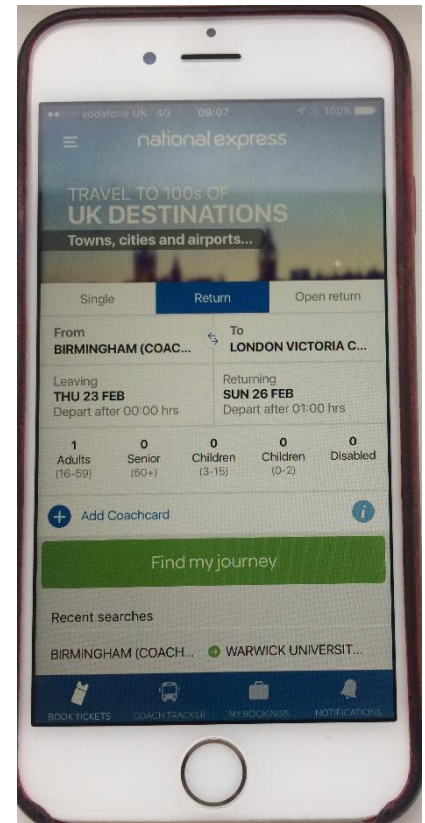 vodafone UK 4G 09:07 100%
national express
TRAVEL TO 100s OF
UK DESTINATIONS
Towns, cities and airports...
Single Return Open return
From To
BIRMINGHAM (COAC... LONDON VICTORIA C...
Leaving Returning
THU 23 FEB SUN 26 FEB
Depart after 00:00 hrs Depart after 01:00 hrs
1 0 0 0 0
Adults Senior Children Children Disabled
(16-59) (60+) (3-15) (0-2)
Add Coachcard
Find my journey
Recent searches
BIRMINGHAM (COACH... WARWICK UNIVERSIT...
BOOK TICKETS COACH TRACKER MY BOOKINGS NOTIFICATIONS